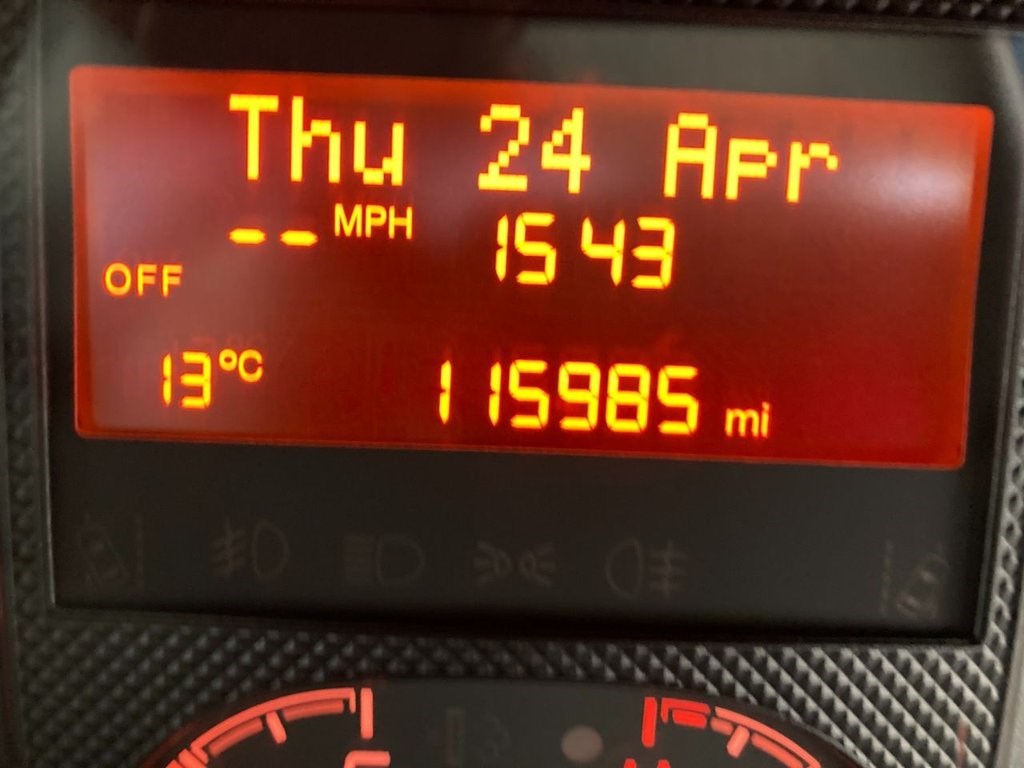 Thu 24 Apr
-- MPH 15 43
OFF
13 °C 115985 mi